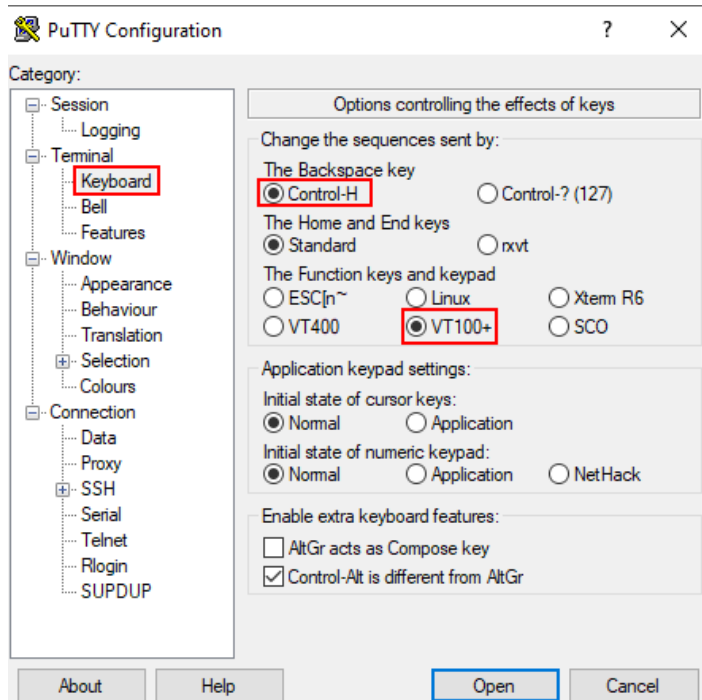 PuTTY Configuration
?
Category:
Session
Logging
Terminal
Keyboard
Bell
Features
Window
Appearance
Behaviour
Translation
Selection
Colours
Connection
Data
Proxy
SSH
Serial
Telnet
Rlogin
SUPDUP
Options controlling the effects of keys
Change the sequences sent by:
The Backspace key
Control-H Control-? (127)
The Home and End keys
Standard rxvt
The Function keys and keypad
ESC[n~ Linux Xterm R6
VT400 VT100+ SCO
Application keypad settings:
Initial state of cursor keys:
Normal Application
Initial state of numeric keypad:
Normal Application NetHack
Enable extra keyboard features:
AltGr acts as Compose key
Control-Alt is different from AltGr
About Help Open Cancel